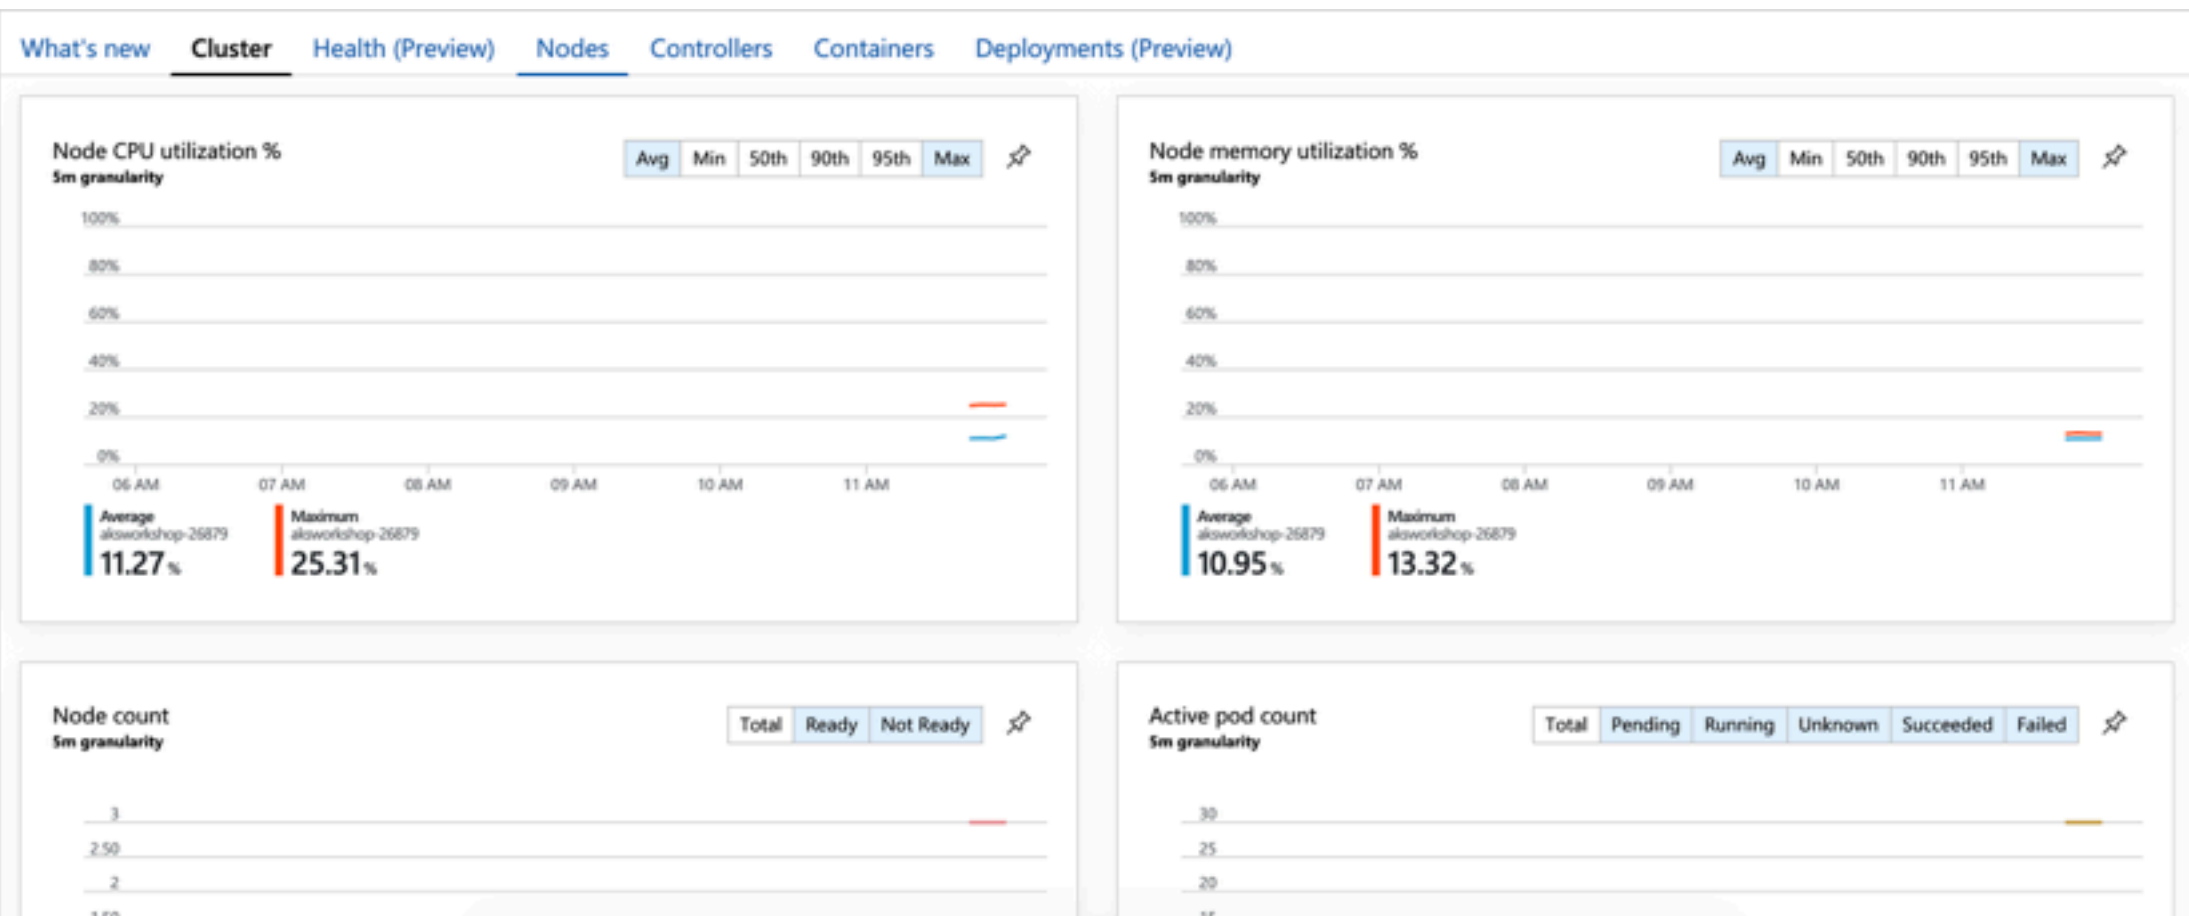 What's new Cluster Health (Preview) Nodes Controllers Containers Deployments (Preview)
Node CPU utilization %
5m granularity
Avg Min 50th 90th 95th Max
100%
80%
60%
40%
20%
0%
06 AM 07 AM 08 AM 09 AM 10 AM 11 AM
Average
aksworkshop-26879
11.27 %
Maximum
aksworkshop-26879
25.31 %
Node memory utilization %
5m granularity
Avg Min 50th 90th 95th Max
100%
80%
60%
40%
20%
0%
06 AM 07 AM 08 AM 09 AM 10 AM 11 AM
Average
aksworkshop-26879
10.95 %
Maximum
aksworkshop-26879
13.32 %
Node count
5m granularity
Total Ready Not Ready
3
2.50
2
Active pod count
5m granularity
Total Pending Running Unknown Succeeded Failed
30
25
20